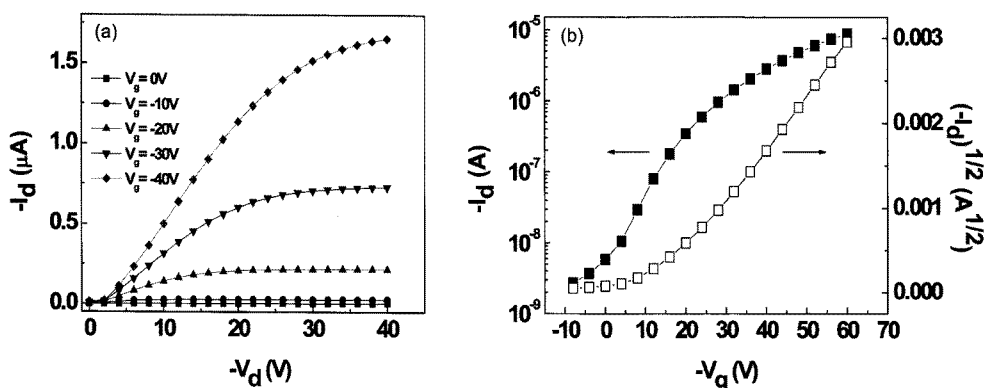 (a)
1.5
1.0
0.5
0.0
-I_d (μA)
V_g = 0V
V_g = -10V
V_g = -20V
V_g = -30V
V_g = -40V
0 10 20 30 40
-V_d (V)
(b)
10^-5
10^-6
10^-7
10^-8
10^-9
-I_d (A)
0.003
0.002
0.001
0.000
(-I_d)^1/2 (A^1/2)
-10 0 10 20 30 40 50 60 70
-V_g (V)